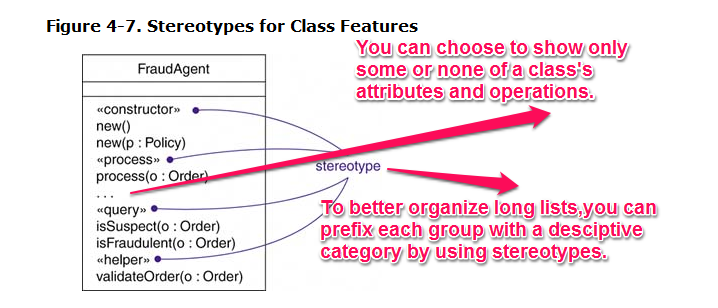 Figure 4-7. Stereotypes for Class Features
You can choose to show only
some or none of a class's
attributes and operations.
FraudAgent
«constructor»
new()
new(p : Policy)
«process»
process(o : Order)
. . .
«query»
isSuspect(o : Order)
isFraudulent(o : Order)
«helper»
validateOrder(o : Order)
stereotype
To better organize long lists,you can
prefix each group with a desciptive
category by using stereotypes.